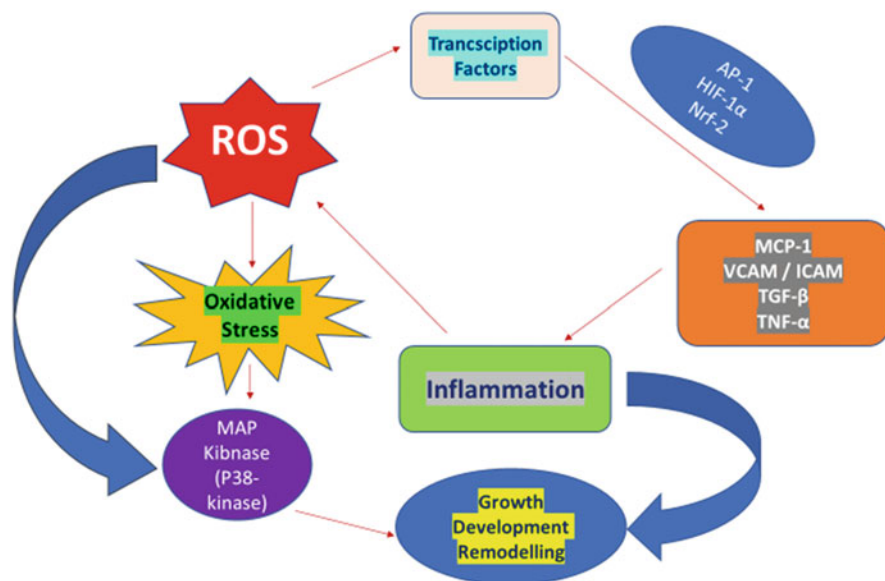 Trancsciption
Factors
AP-1
HIF-1α
Nrf-2
ROS
MCP-1
VCAM / ICAM
TGF-β
TNF-α
Oxidative
Stress
Inflammation
MAP
Kibnase
(P38-
kinase)
Growth
Development
Remodelling